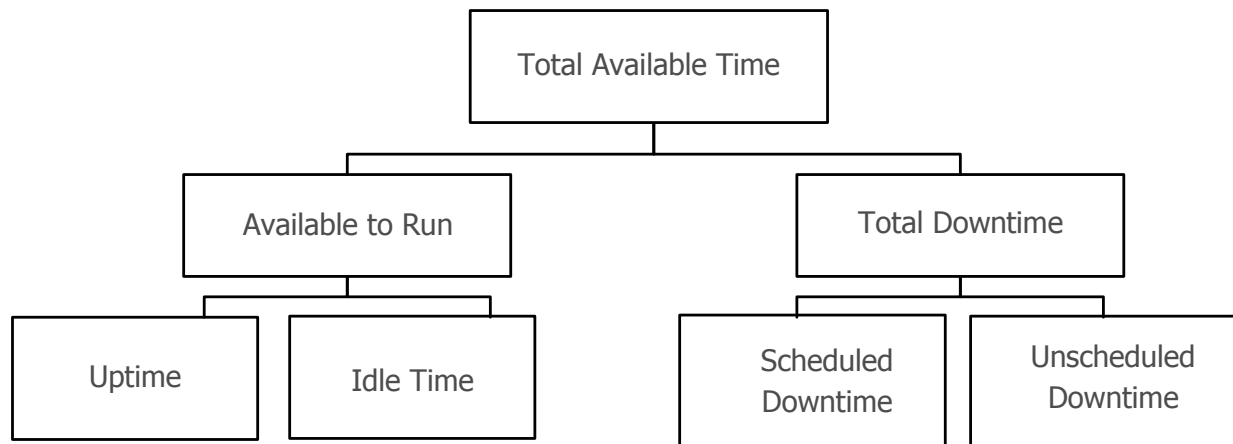 Total Available Time
Available to Run
Total Downtime
Uptime
Idle Time
Scheduled
Downtime
Unscheduled
Downtime